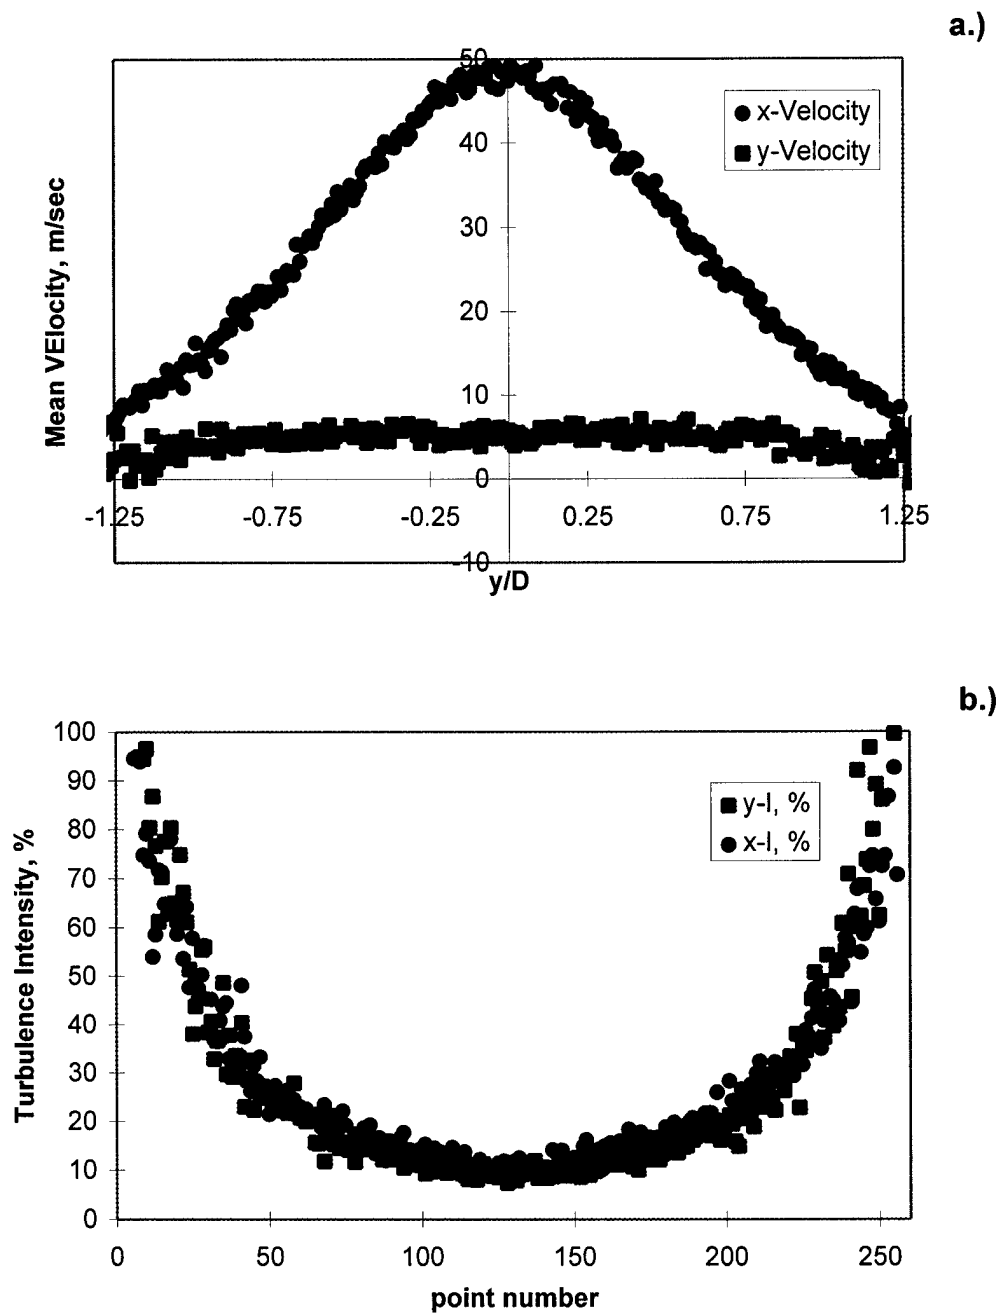 a.)
50
x-Velocity
y-Velocity
40
30
20
10
0
-10
Mean VElocity, m/sec
-1.25 -0.75 -0.25 0.25 0.75 1.25
y/D
b.)
100
90
80
70
60
50
40
30
20
10
0
y-I, %
x-I, %
Turbulence Intensity, %
0 50 100 150 200 250
point number